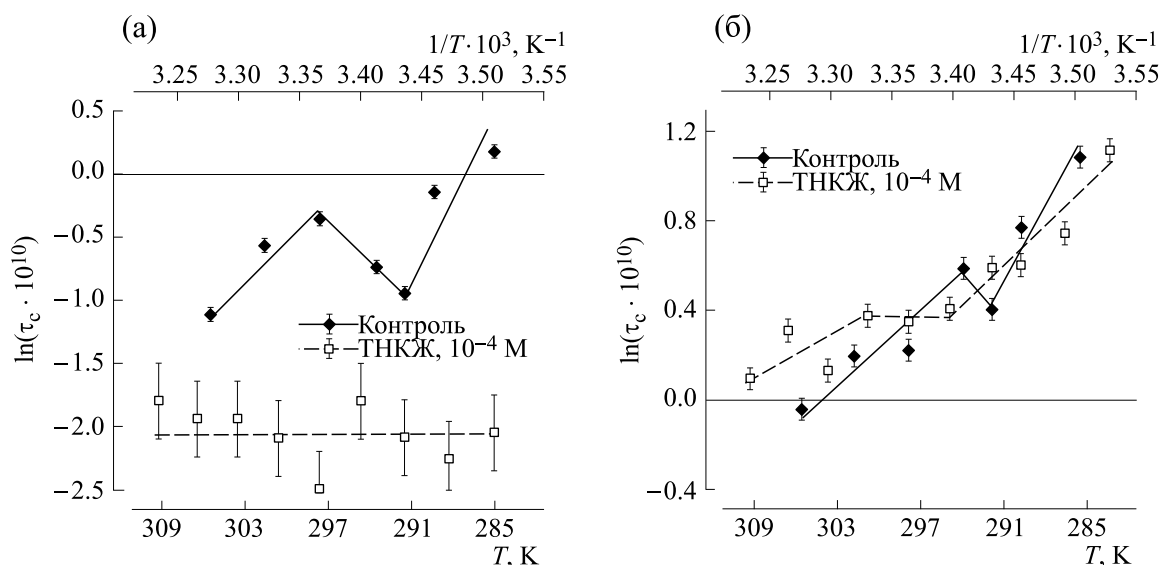 (а)
1/T · 10³, K⁻¹
3.25 3.30 3.35 3.40 3.45 3.50 3.55
0.5
0.0
−0.5
−1.0
−1.5
−2.0
−2.5
ln(τc · 10¹⁰)
Контроль
ТНКЖ, 10⁻⁴ М
309 303 297 291 285
T, K
(б)
1/T · 10³, K⁻¹
3.25 3.30 3.35 3.40 3.45 3.50 3.55
1.2
0.8
0.4
0.0
−0.4
ln(τc · 10¹⁰)
Контроль
ТНКЖ, 10⁻⁴ М
309 303 297 291 285
T, K